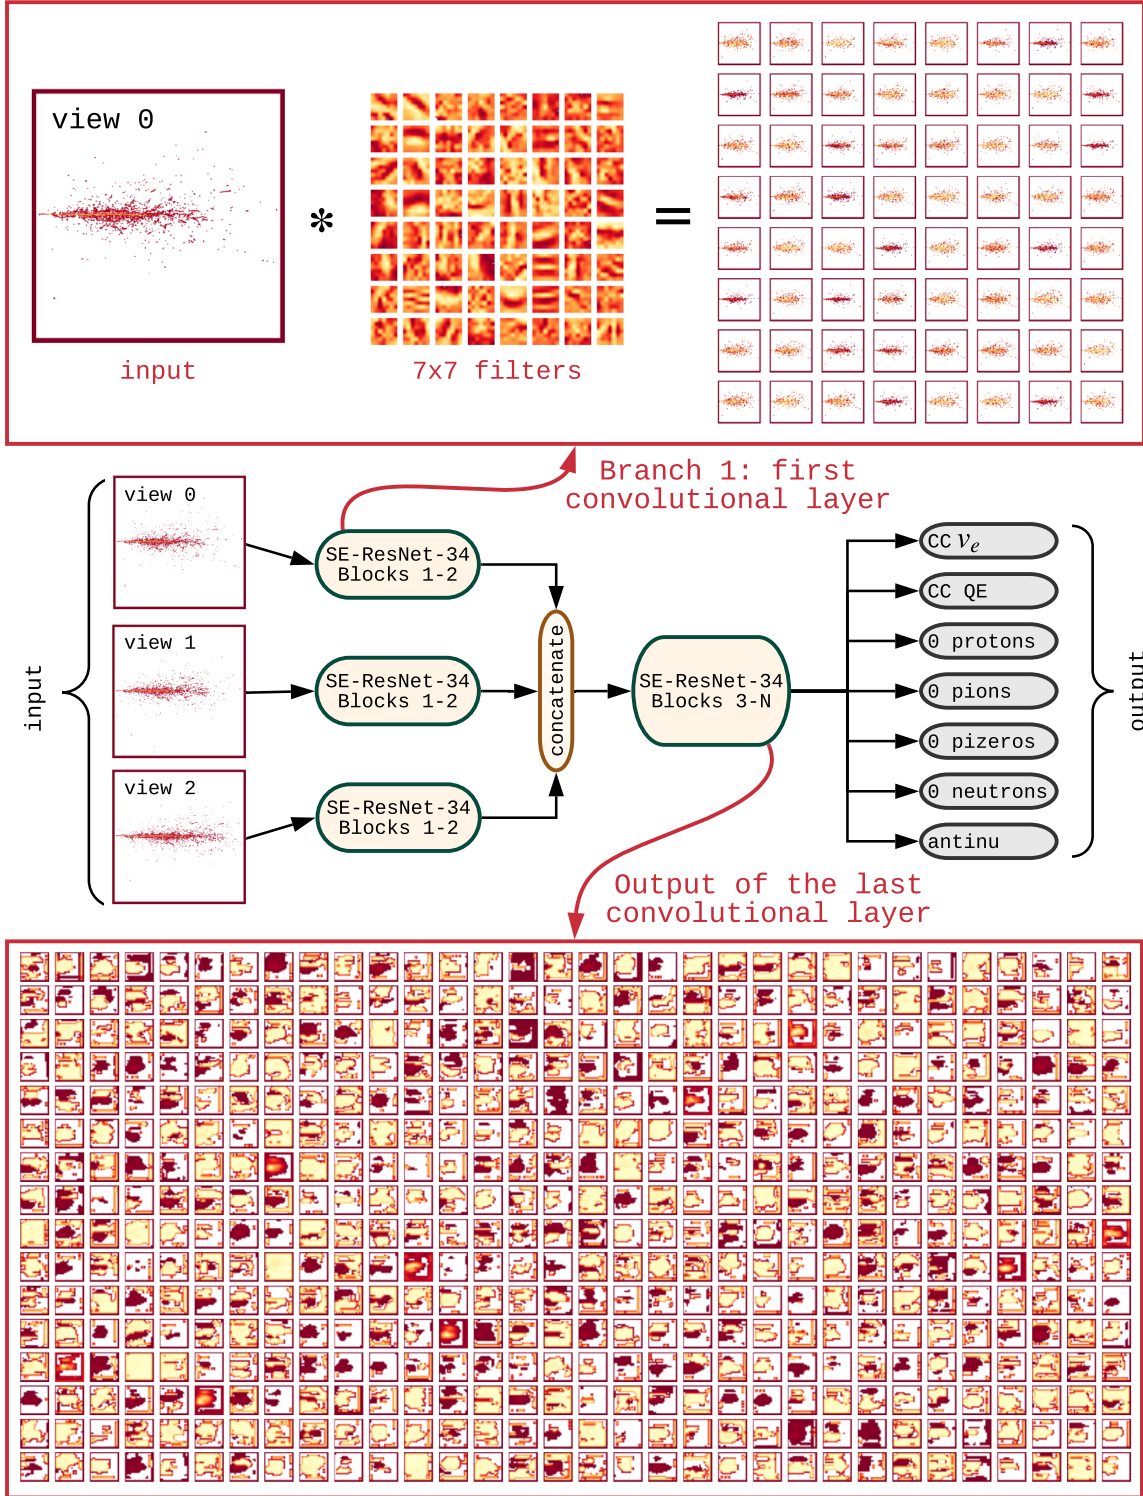 view 0
*
=
input
7x7 filters
Branch 1: first
convolutional layer
view 0
SE-ResNet-34
Blocks 1-2
view 1
SE-ResNet-34
Blocks 1-2
view 2
SE-ResNet-34
Blocks 1-2
input
concatenate
SE-ResNet-34
Blocks 3-N
CC νe
CC QE
0 protons
0 pions
0 pizeros
0 neutrons
antinu
output
Output of the last
convolutional layer